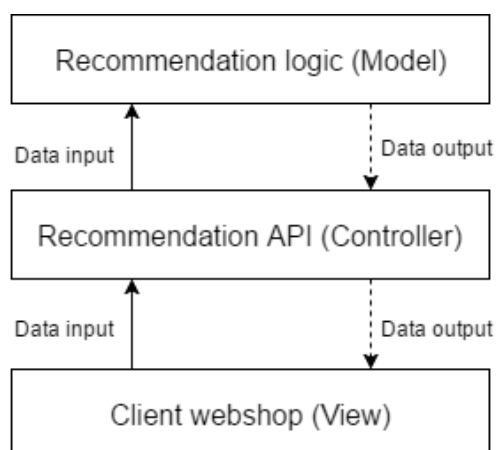 Recommendation logic (Model)
Data input
Data output
Recommendation API (Controller)
Data input
Data output
Client webshop (View)